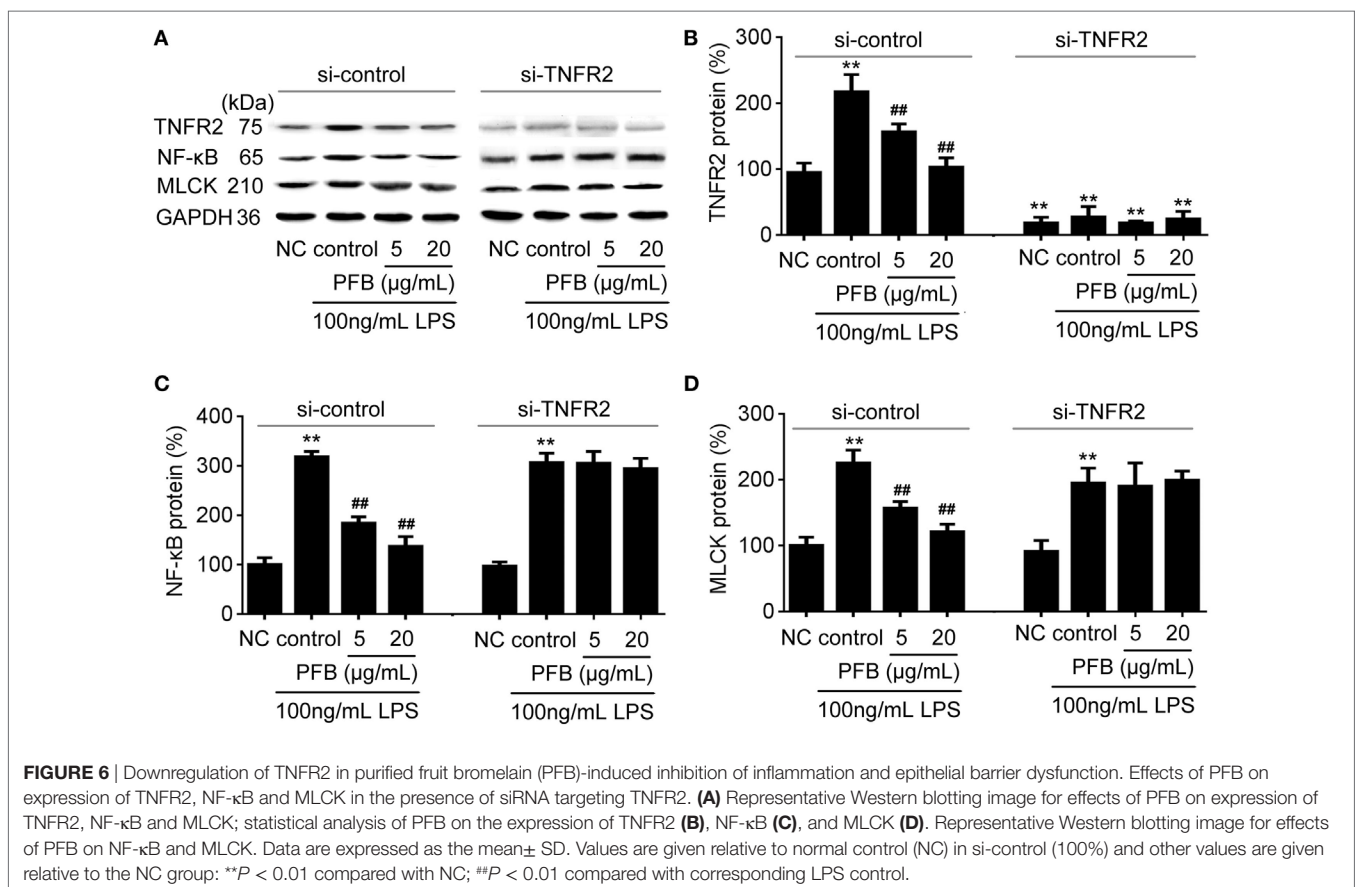 A
si-control si-TNFR2
(kDa)
TNFR2 75
NF-κB 65
MLCK 210
GAPDH 36
NC control 5 20 NC control 5 20
PFB (µg/mL) PFB (µg/mL)
100ng/mL LPS 100ng/mL LPS
B
si-control si-TNFR2
TNFR2 protein (%)
300
200
100
0
** ## ## ** ** ** **
NC control 5 20 NC control 5 20
PFB (µg/mL) PFB (µg/mL)
100ng/mL LPS 100ng/mL LPS
C
si-control si-TNFR2
NF-κB protein (%)
400
300
200
100
0
** ## ## **
NC control 5 20 NC control 5 20
PFB (µg/mL) PFB (µg/mL)
100ng/mL LPS 100ng/mL LPS
D
si-control si-TNFR2
MLCK protein (%)
300
200
100
0
** ## ## **
NC control 5 20 NC control 5 20
PFB (µg/mL) PFB (µg/mL)
100ng/mL LPS 100ng/mL LPS
FIGURE 6 | Downregulation of TNFR2 in purified fruit bromelain (PFB)-induced inhibition of inflammation and epithelial barrier dysfunction. Effects of PFB on
expression of TNFR2, NF-κB and MLCK in the presence of siRNA targeting TNFR2. (A) Representative Western blotting image for effects of PFB on expression of
TNFR2, NF-κB and MLCK; statistical analysis of PFB on the expression of TNFR2 (B), NF-κB (C), and MLCK (D). Representative Western blotting image for effects
of PFB on NF-κB and MLCK. Data are expressed as the mean± SD. Values are given relative to normal control (NC) in si-control (100%) and other values are given
relative to the NC group: **P < 0.01 compared with NC; ##P < 0.01 compared with corresponding LPS control.